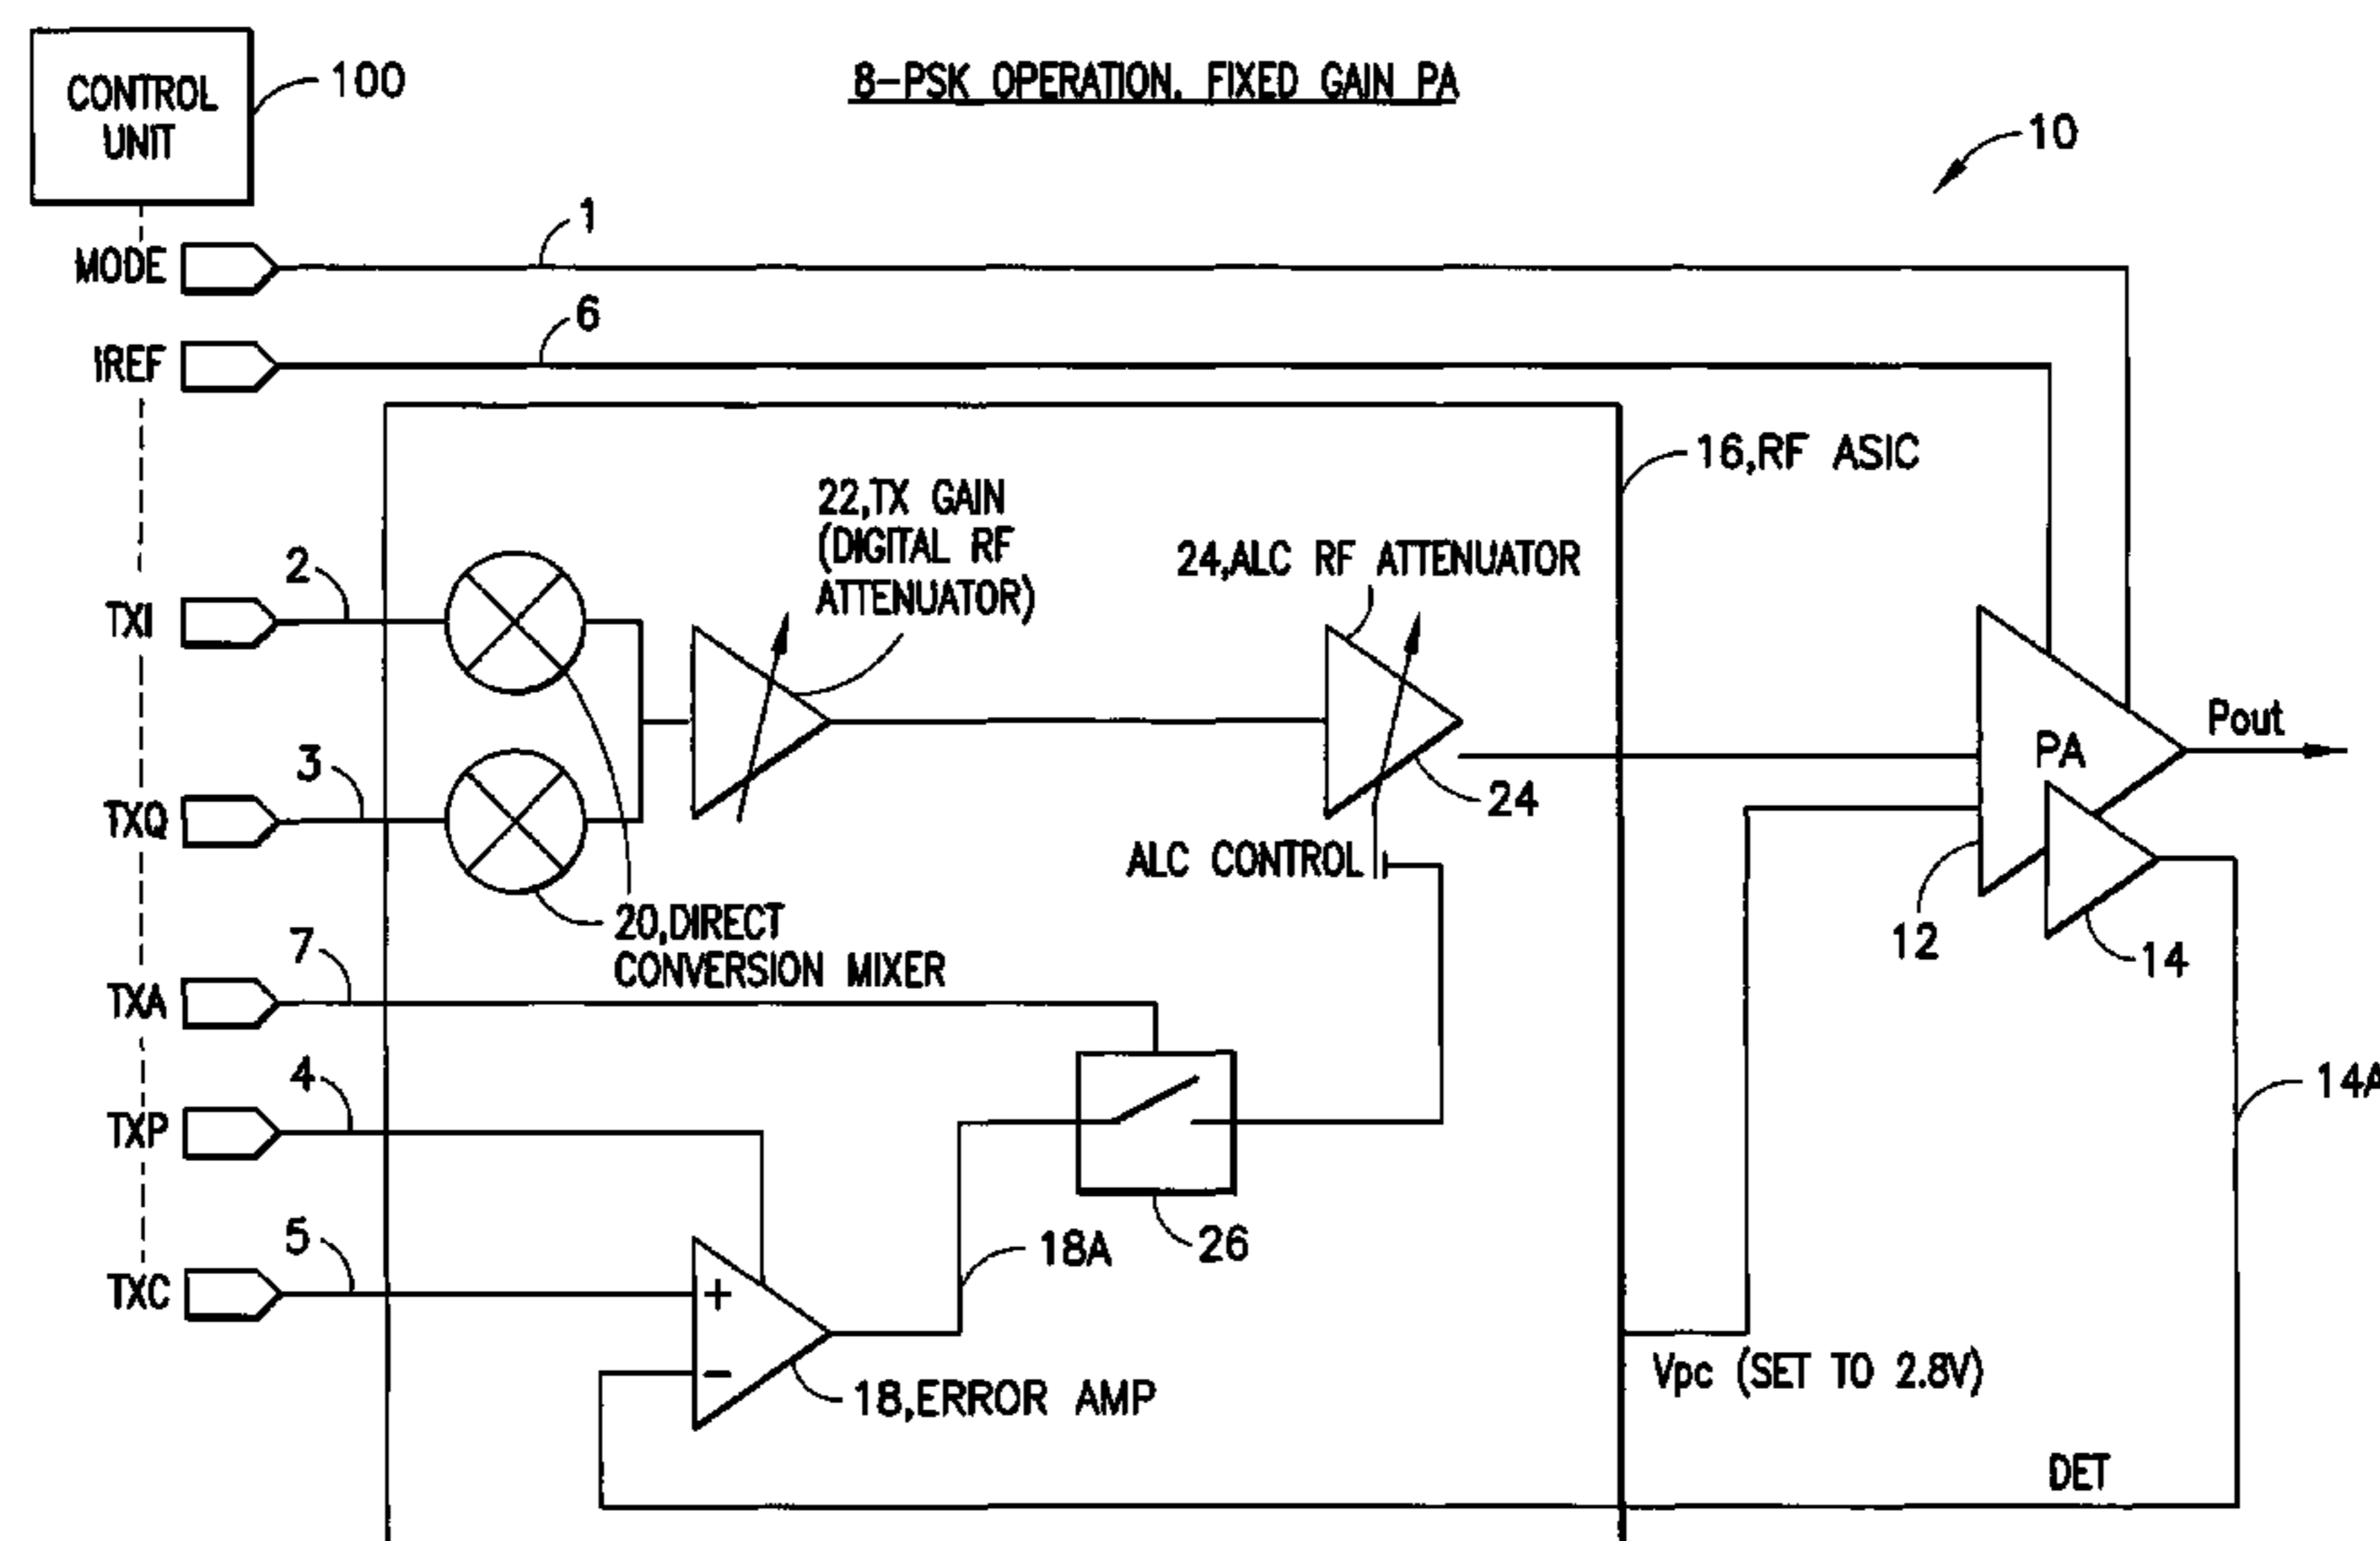 CONTROL
UNIT
100
8-PSK OPERATION. FIXED GAIN PA
10
MODE
1
IREF
6
16,RF ASIC
22,TX GAIN
(DIGITAL RF
ATTENUATOR)
24,ALC RF ATTENUATOR
TXI
2
TXQ
3
PA
Pout
24
ALC CONTROL
12
14
20,DIRECT
CONVERSION MIXER
TXA
7
TXP
4
14A
26
18A
TXC
5
+
−
18,ERROR AMP
Vpc (SET TO 2.8V)
DET